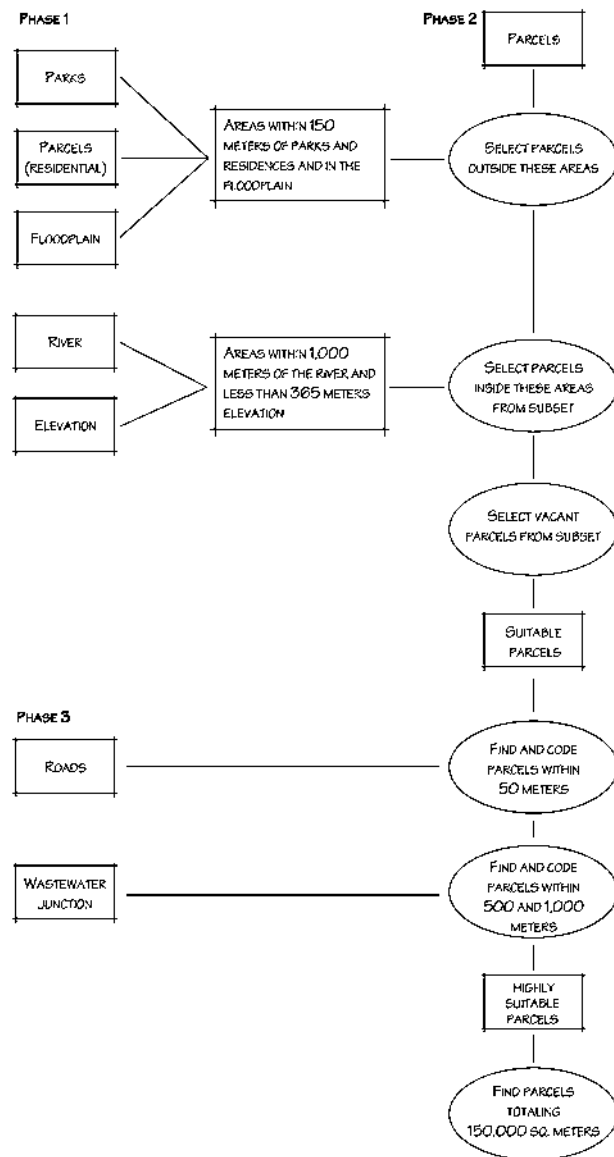 PHASE 1
PHASE 2
PARCELS
PARKS
PARCELS
(RESIDENTIAL)
FLOODPLAIN
AREAS WITHIN 150
METERS OF PARKS AND
RESIDENCES AND IN THE
FLOODPLAIN
SELECT PARCELS
OUTSIDE THESE AREAS
RIVER
ELEVATION
AREAS WITHIN 1,000
METERS OF THE RIVER AND
LESS THAN 365 METERS
ELEVATION
SELECT PARCELS
INSIDE THESE AREAS
FROM SUBSET
SELECT VACANT
PARCELS FROM SUBSET
SUITABLE
PARCELS
PHASE 3
ROADS
FIND AND CODE
PARCELS WITHIN
50 METERS
WASTEWATER
JUNCTION
FIND AND CODE
PARCELS WITHIN
500 AND 1,000
METERS
HIGHLY
SUITABLE
PARCELS
FIND PARCELS
TOTALING
150,000 SQ. METERS